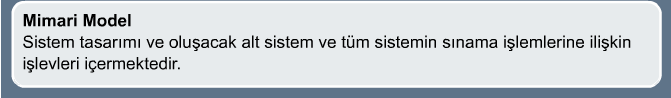 Mimari Model
Sistem tasarımı ve oluşacak alt sistem ve tüm sistemin sınama işlemlerine ilişkin
işlevleri içermektedir.